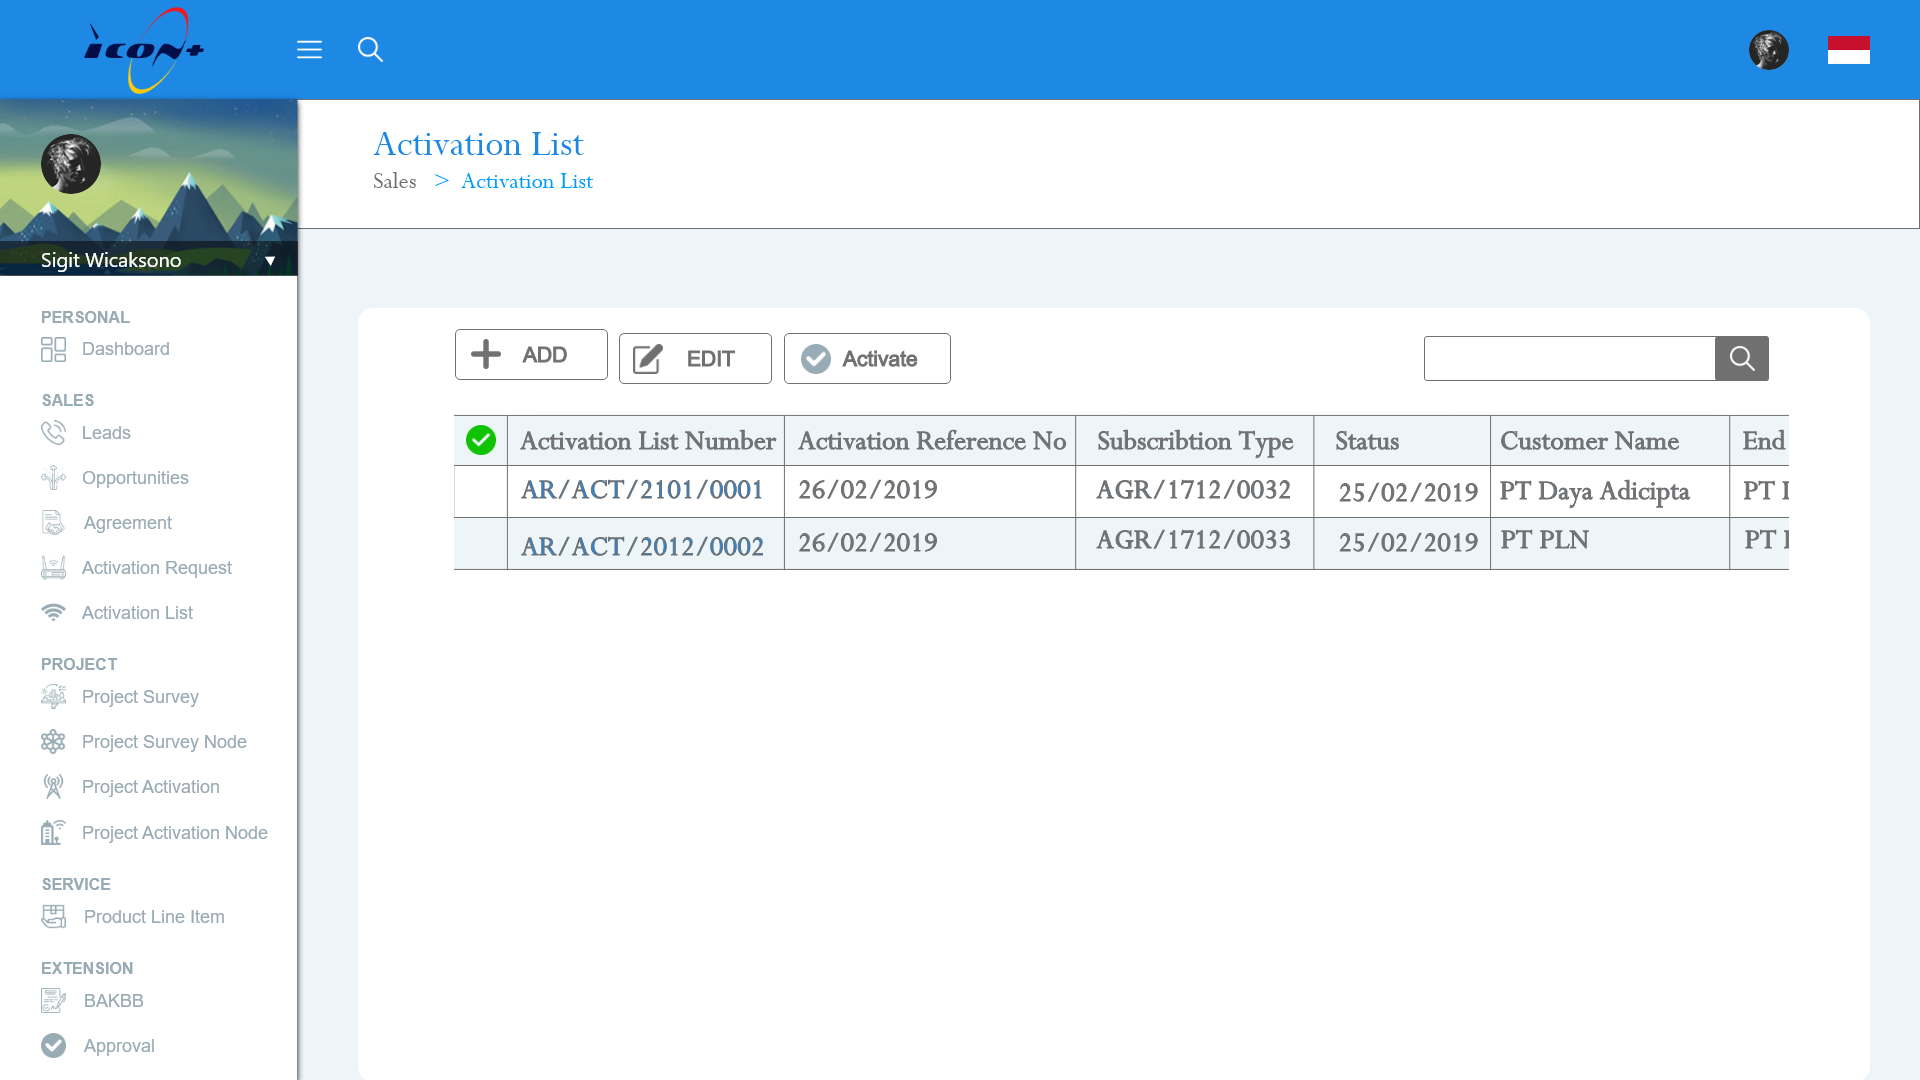 icon+
Activation List
Sales > Activation List
Sigit Wicaksono
PERSONAL
Dashboard
SALES
Leads
Opportunities
Agreement
Activation Request
Activation List
PROJECT
Project Survey
Project Survey Node
Project Activation
Project Activation Node
SERVICE
Product Line Item
EXTENSION
BAKBB
Approval
ADD EDIT Activate
Activation List Number Activation Reference No Subscribtion Type Status Customer Name End
AR/ACT/2101/0001 26/02/2019 AGR/1712/0032 25/02/2019 PT Daya Adicipta PT
AR/ACT/2012/0002 26/02/2019 AGR/1712/0033 25/02/2019 PT PLN PT